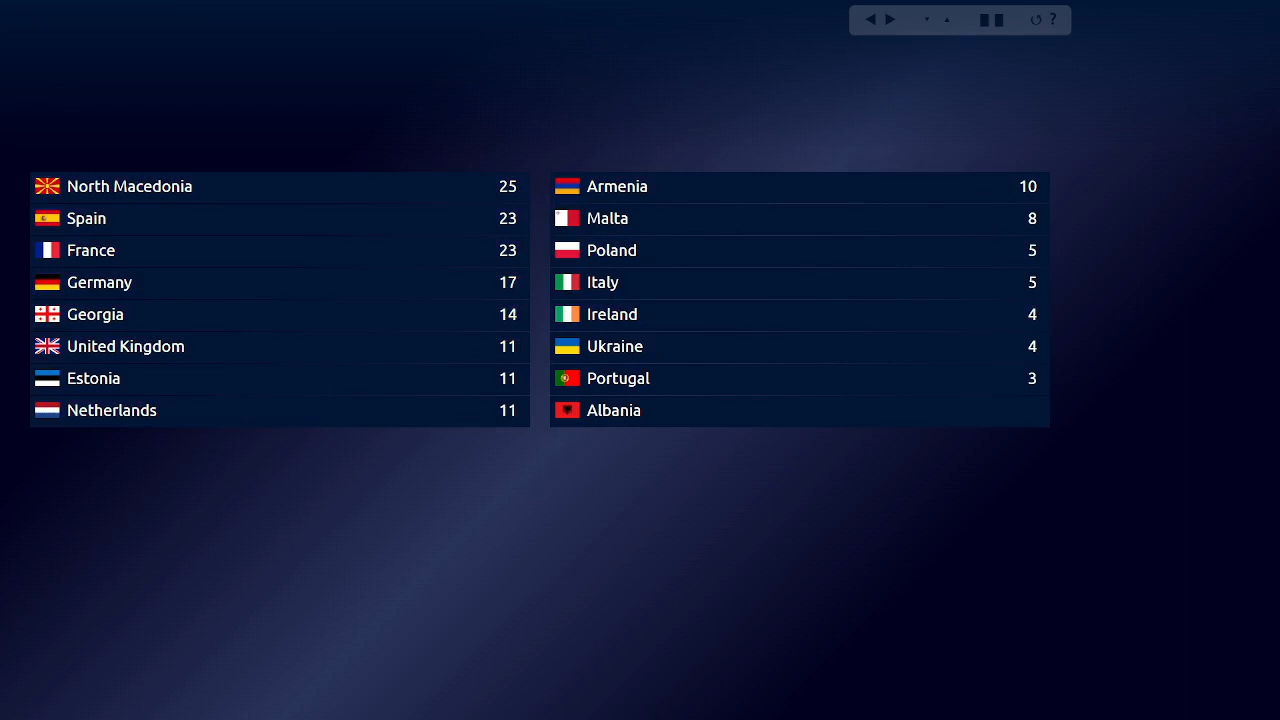 ?
North Macedonia 25
Spain 23
France 23
Germany 17
Georgia 14
United Kingdom 11
Estonia 11
Netherlands 11
Armenia 10
Malta 8
Poland 5
Italy 5
Ireland 4
Ukraine 4
Portugal 3
Albania